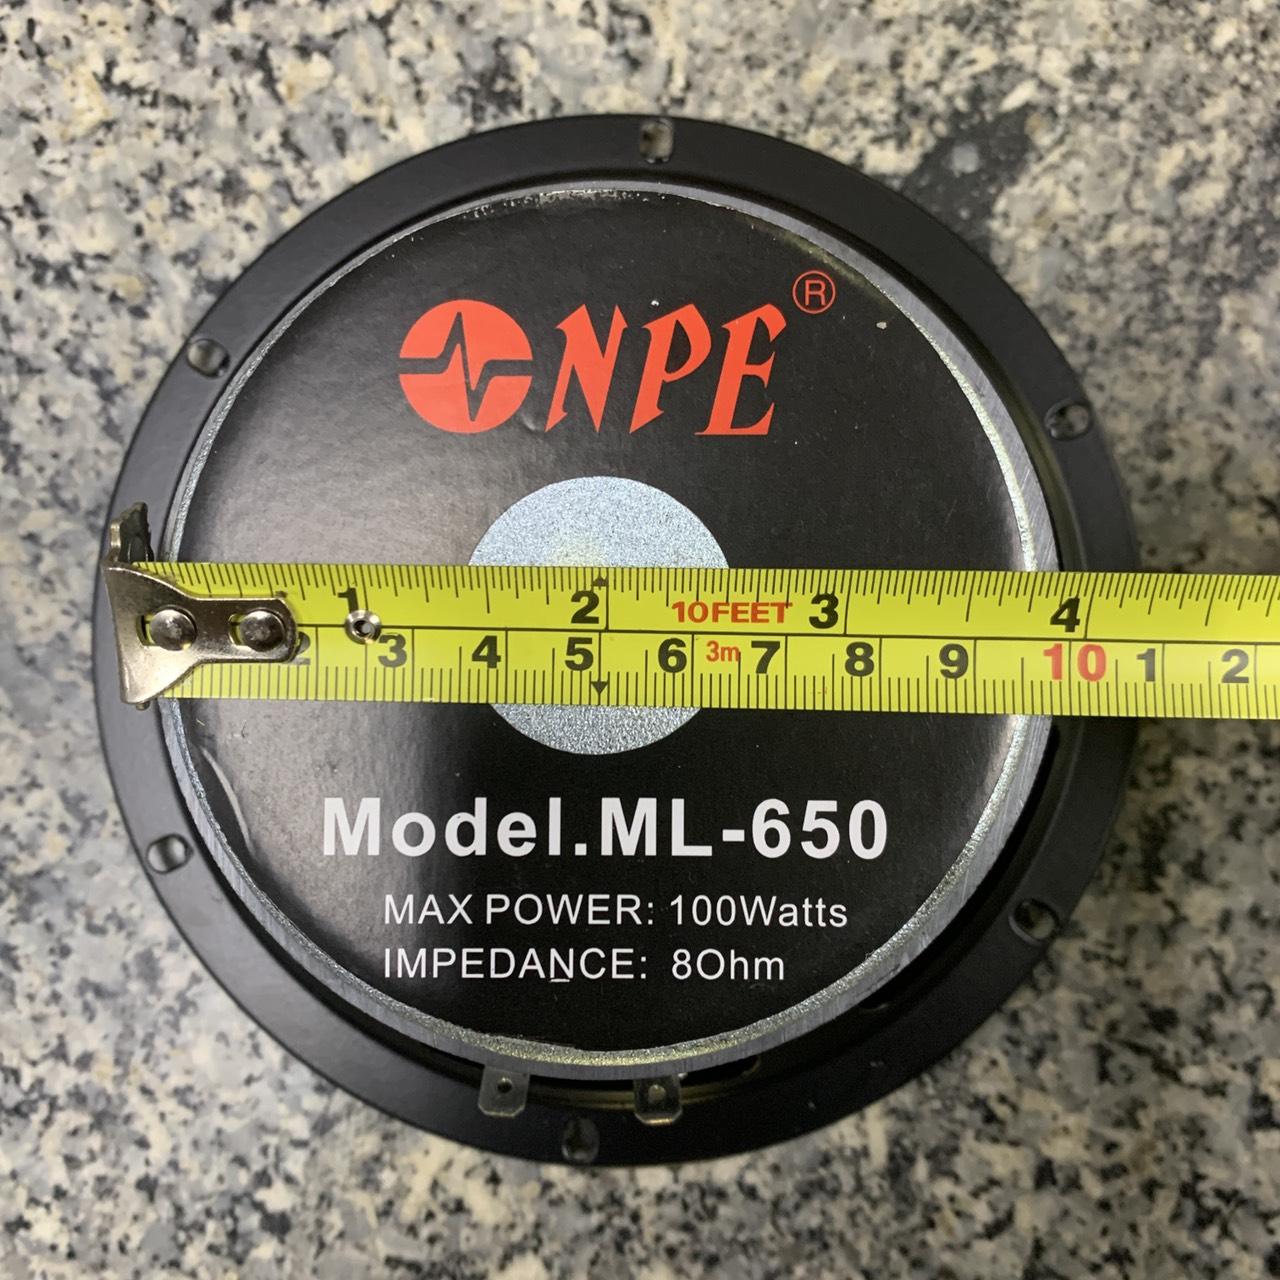 NPE®
1 2 10FEET 3 4
2 3 4 5 6 3m 7 8 9 10 1 2
Model.ML-650
MAX POWER: 100Watts
IMPEDANCE: 8Ohm